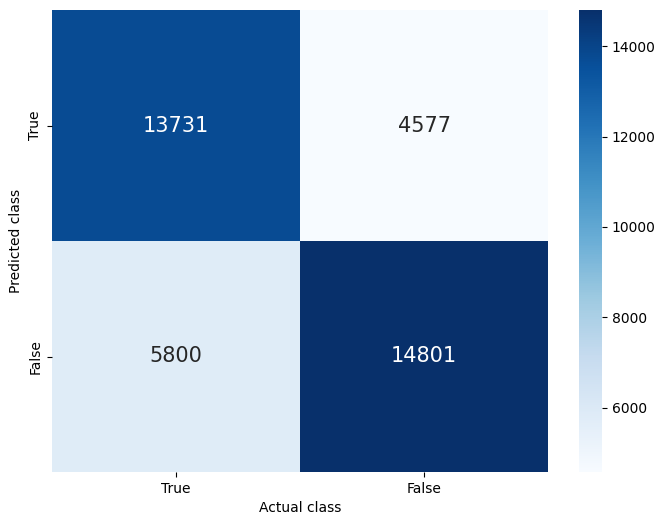 True
False
Predicted class
13731
4577
5800
14801
True
False
Actual class
14000
12000
10000
8000
6000